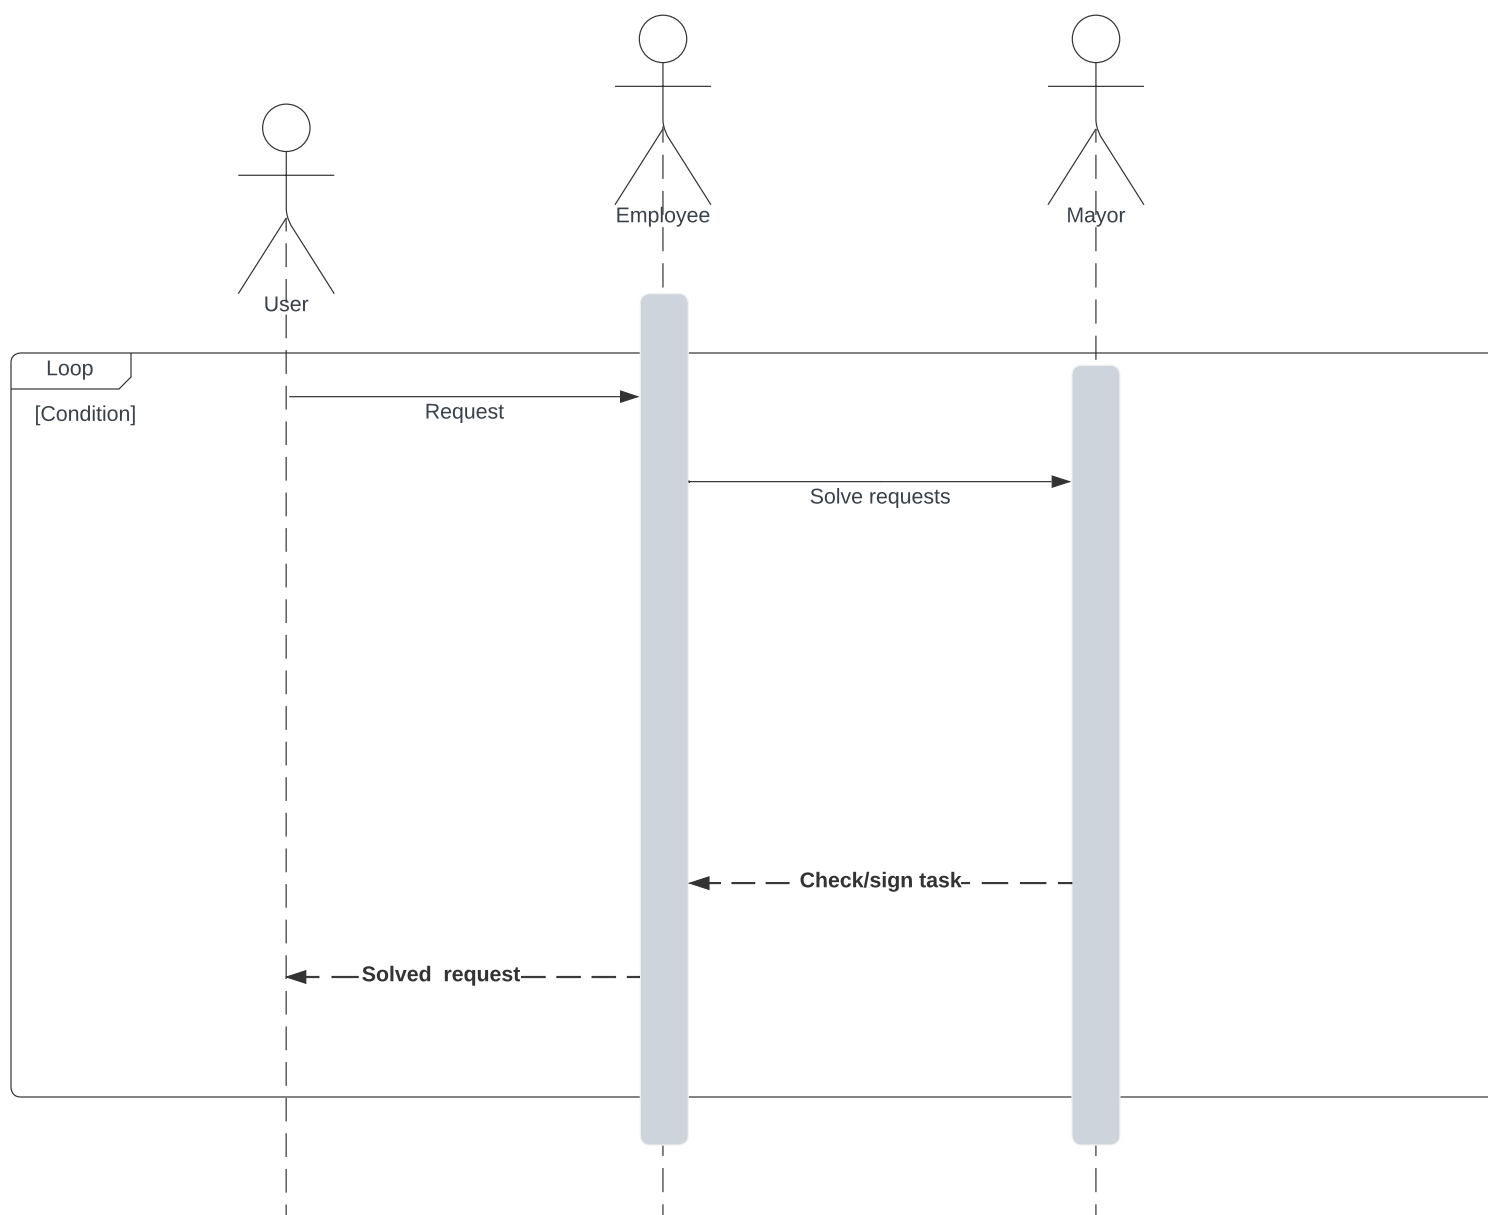 Employee
Mayor
User
Loop
[Condition]
Request
Solve requests
Check/sign task
Solved  request